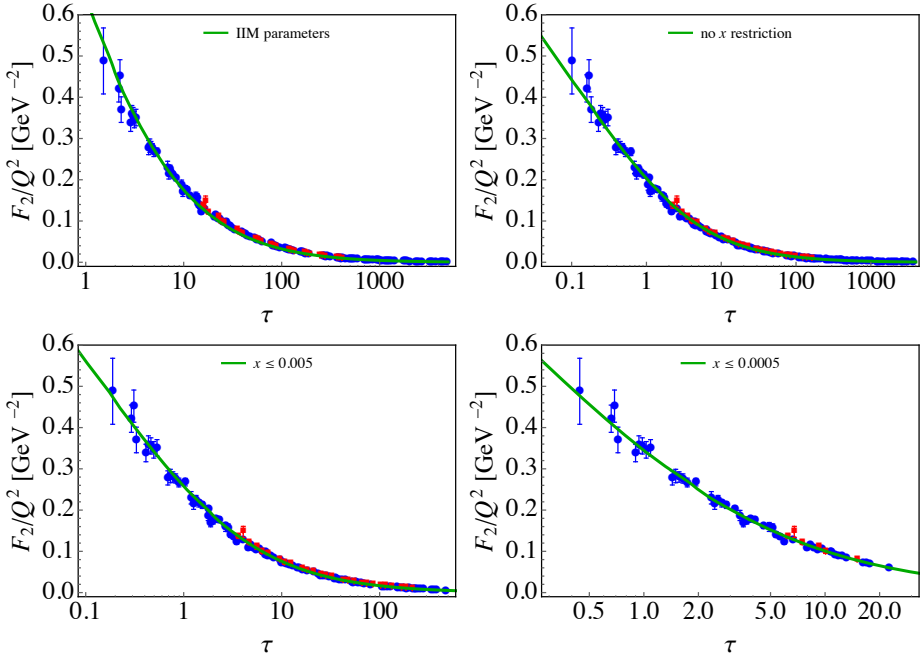 IIM parameters
F₂/Q² [GeV⁻²]
0.6
0.5
0.4
0.3
0.2
0.1
0.0
1 10 100 1000
τ
no x restriction
F₂/Q² [GeV⁻²]
0.6
0.5
0.4
0.3
0.2
0.1
0.0
0.1 1 10 100 1000
τ
x ≤ 0.005
F₂/Q² [GeV⁻²]
0.6
0.5
0.4
0.3
0.2
0.1
0.0
0.1 1 10 100
τ
x ≤ 0.0005
F₂/Q² [GeV⁻²]
0.6
0.5
0.4
0.3
0.2
0.1
0.0
0.5 1.0 5.0 10.0 20.0
τ